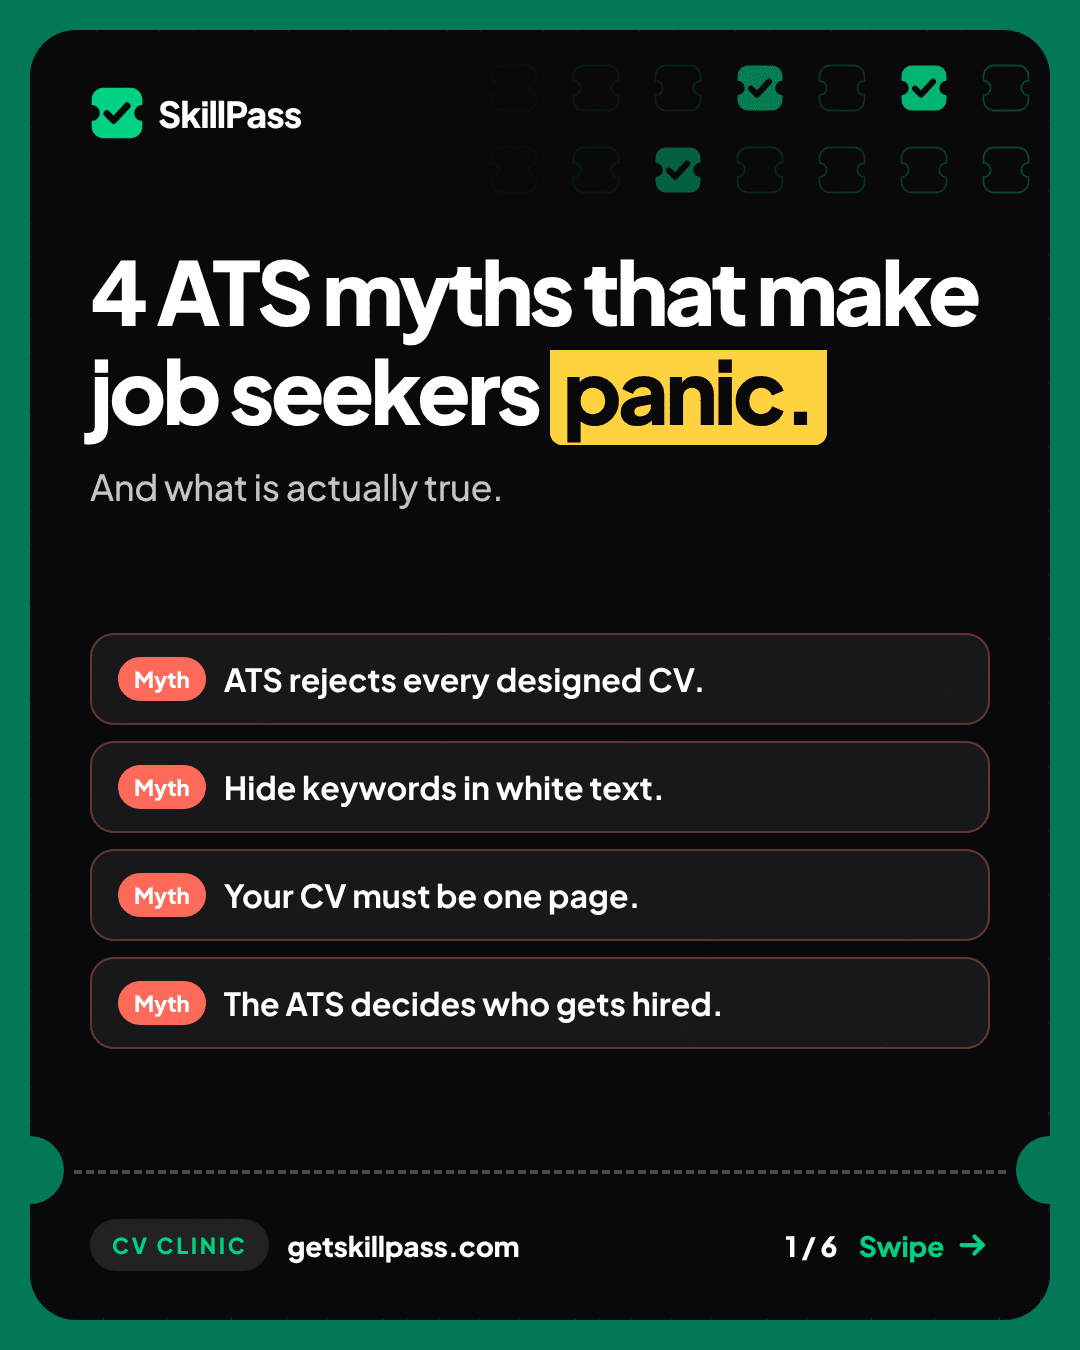 SkillPass
4 ATS myths that make
job seekers panic.
And what is actually true.
Myth ATS rejects every designed CV.
Myth Hide keywords in white text.
Myth Your CV must be one page.
Myth The ATS decides who gets hired.
CV CLINIC getskillpass.com 1 / 6 Swipe →